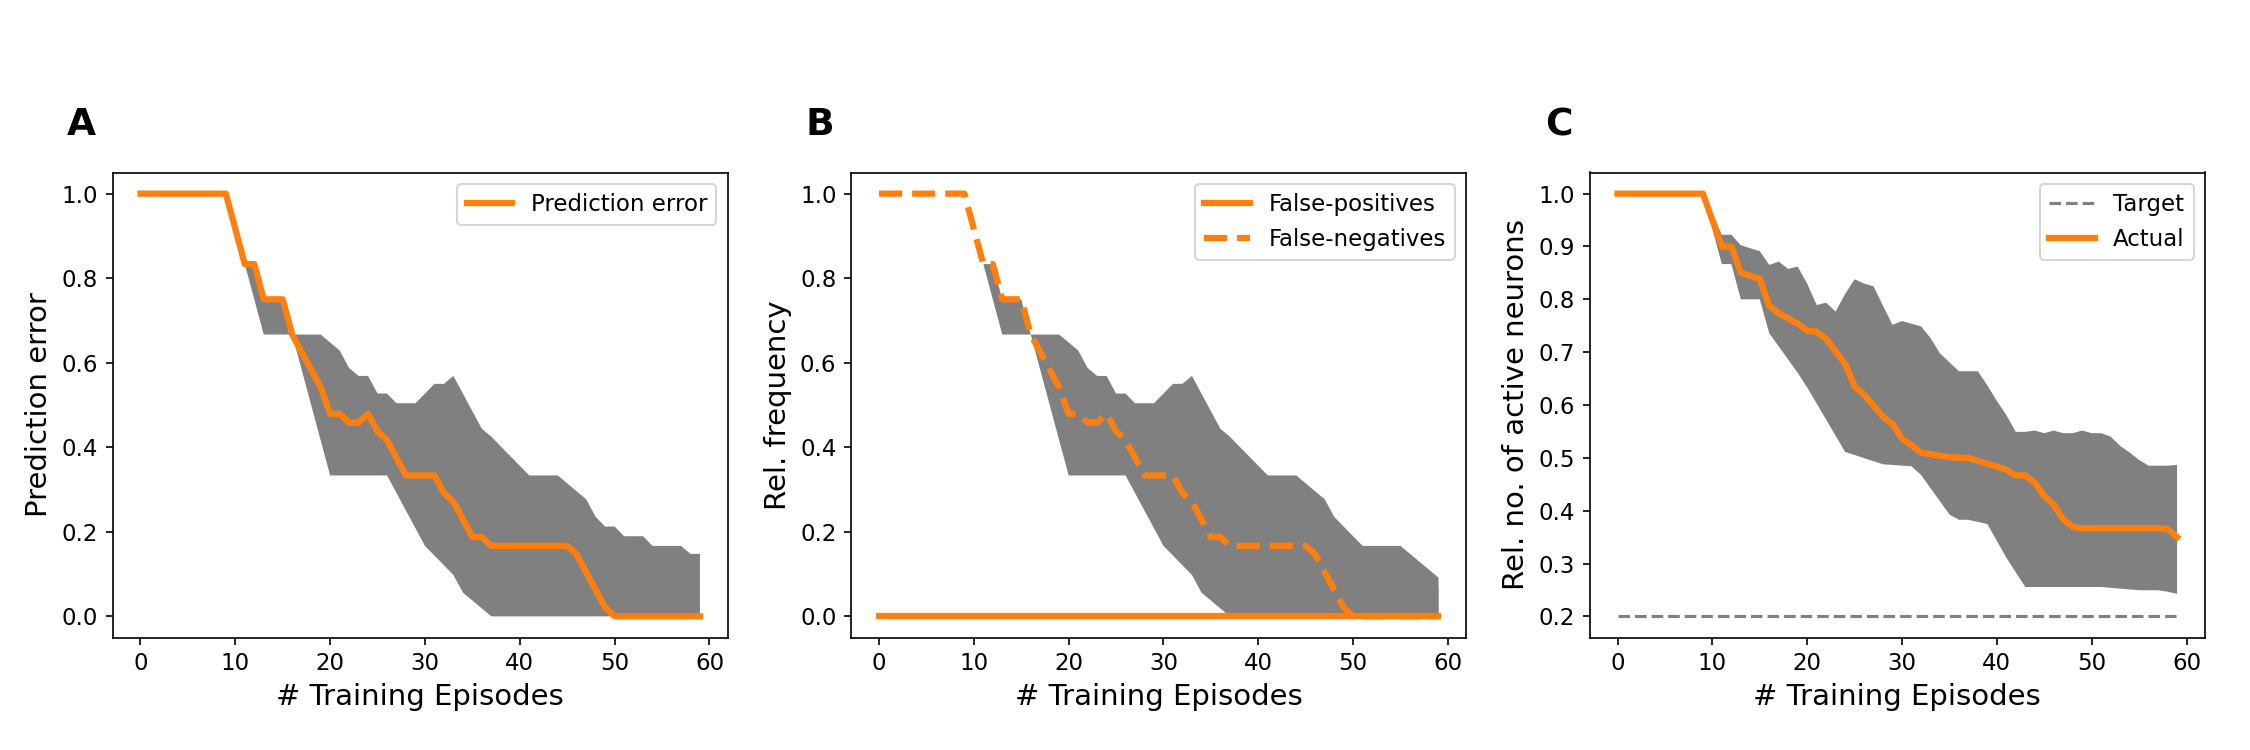 A
B
C
Prediction error
1.0
0.8
0.6
0.4
0.2
0.0
0 10 20 30 40 50 60
# Training Episodes
Prediction error
Rel. frequency
1.0
0.8
0.6
0.4
0.2
0.0
0 10 20 30 40 50 60
# Training Episodes
False-positives
False-negatives
Rel. no. of active neurons
1.0
0.9
0.8
0.7
0.6
0.5
0.4
0.3
0.2
0 10 20 30 40 50 60
# Training Episodes
Target
Actual